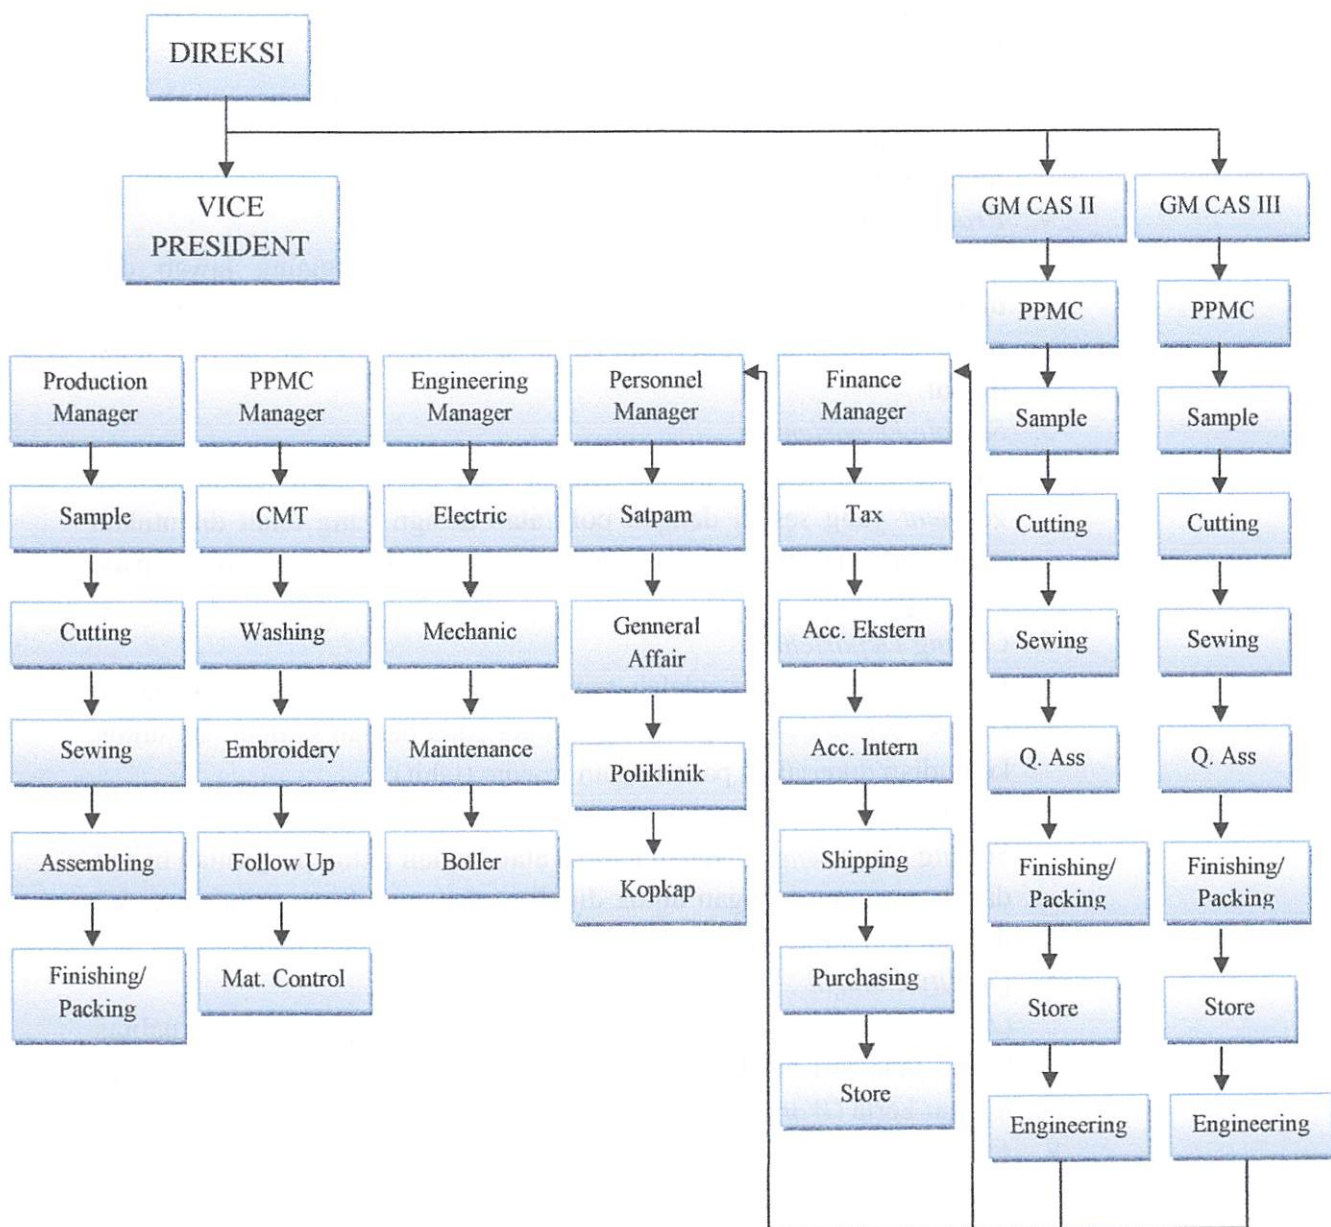 DIREKSI
VICE
PRESIDENT
GM CAS II
GM CAS III
PPMC
PPMC
Production
Manager
PPMC
Manager
Engineering
Manager
Personnel
Manager
Finance
Manager
Sample
Sample
Sample
CMT
Electric
Satpam
Tax
Cutting
Cutting
Cutting
Washing
Mechanic
Genneral
Affair
Acc. Ekstern
Sewing
Sewing
Sewing
Embroidery
Maintenance
Poliklinik
Acc. Intern
Q. Ass
Q. Ass
Assembling
Follow Up
Boller
Kopkap
Shipping
Finishing/
Packing
Finishing/
Packing
Finishing/
Packing
Mat. Control
Purchasing
Store
Store
Store
Engineering
Engineering